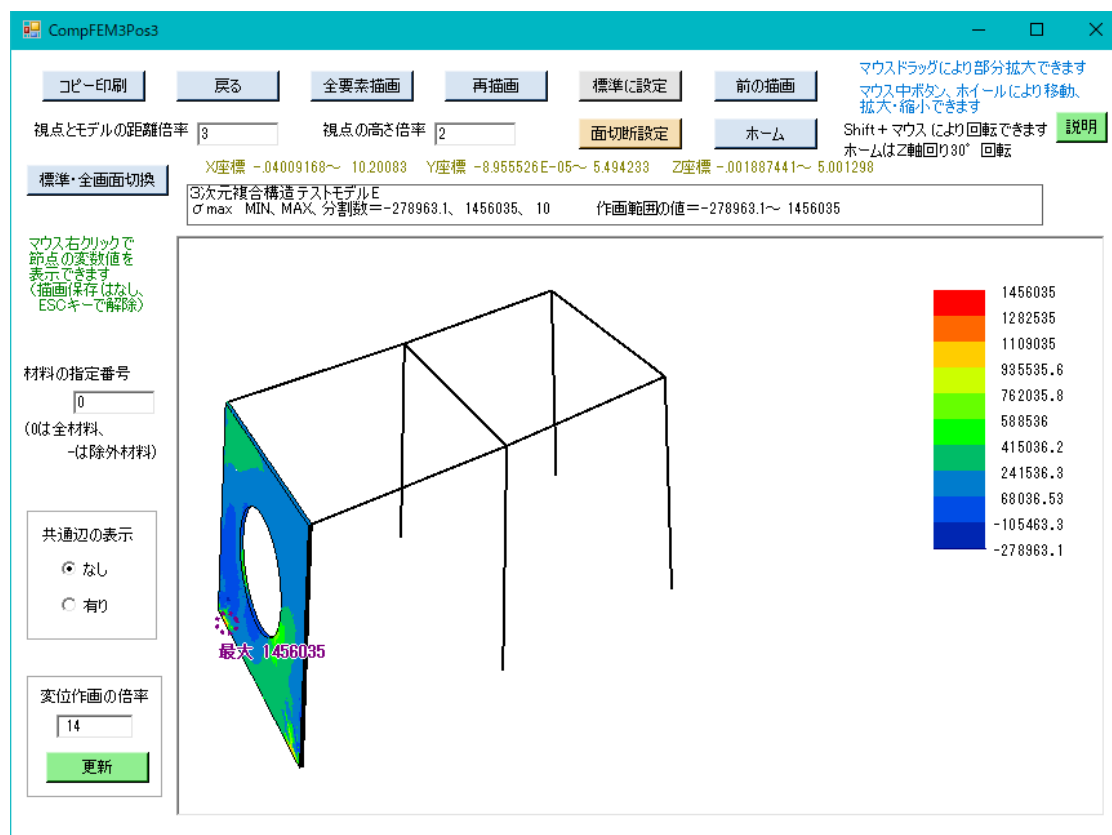 CompFEM3Pos3
コピー印刷
戻る
全要素描画
再描画
標準に設定
前の描画
マウスドラッグにより部分拡大できます
マウス中ボタン、ホイールにより移動、
拡大・縮小できます
視点とモデルの距離倍率
3
視点の高さ倍率
2
面切断設定
ホーム
Shift+マウス により回転できます
ホームはZ軸回り30° 回転
説明
標準・全画面切換
X座標 -.04009168～ 10.20083 Y座標 -8.955526E-05～ 5.494233 Z座標 -.001887441～ 5.001298
3次元複合構造テストモデルE
σmax MIN、MAX、分割数=-278963.1、 1456035、 10 作画範囲の値=-278963.1～ 1456035
マウス右クリックで
節点の変数値を
表示できます
(描画保存はなし、
ESCキーで解除)
材料の指定番号
0
(0は全材料、
-は除外材料)
共通辺の表示
なし
有り
変位作画の倍率
14
更新
最大 1456035
1456035
1282535
1109035
935535.6
762035.8
588536
415036.2
241536.3
68036.53
-105463.3
-278963.1